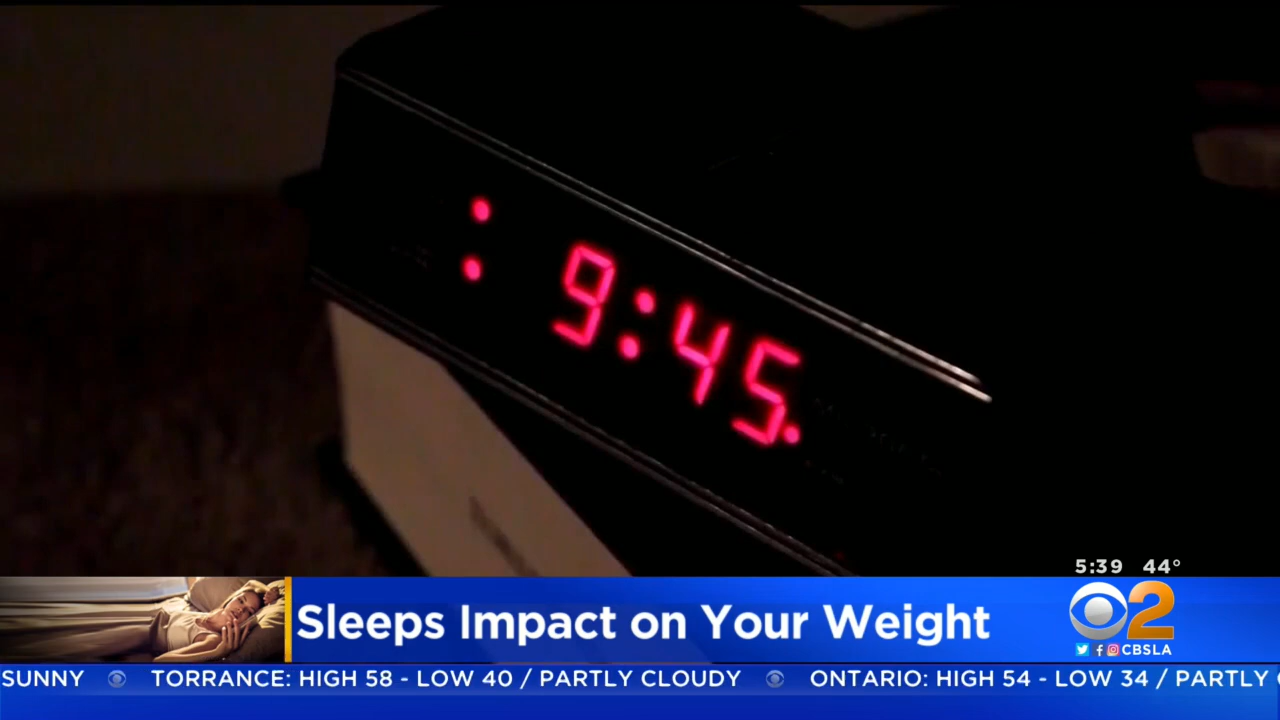 : 9:45.
5:39 44°
Sleeps Impact on Your Weight
2
CBSLA
SUNNY TORRANCE: HIGH 58 - LOW 40 / PARTLY CLOUDY ONTARIO: HIGH 54 - LOW 34 / PARTLY